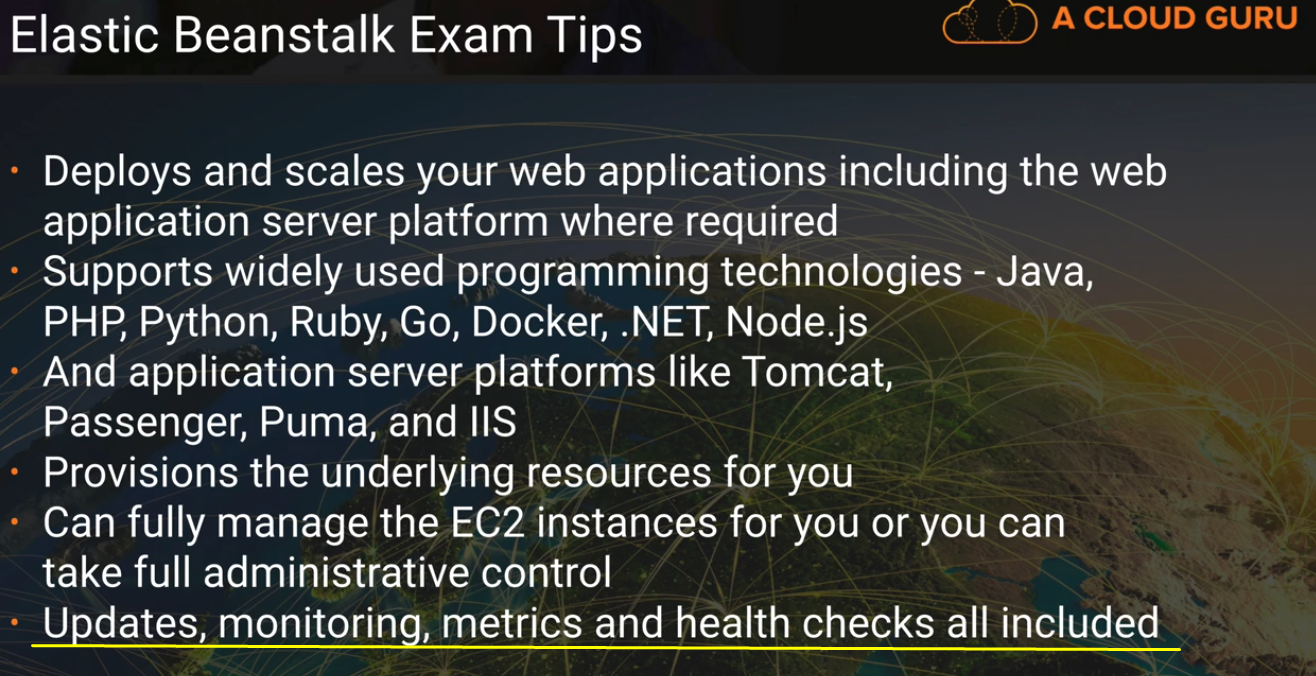 Elastic Beanstalk Exam Tips
A CLOUD GURU
• Deploys and scales your web applications including the web
application server platform where required
• Supports widely used programming technologies - Java,
PHP, Python, Ruby, Go, Docker, .NET, Node.js
• And application server platforms like Tomcat,
Passenger, Puma, and IIS
• Provisions the underlying resources for you
• Can fully manage the EC2 instances for you or you can
take full administrative control
• Updates, monitoring, metrics and health checks all included